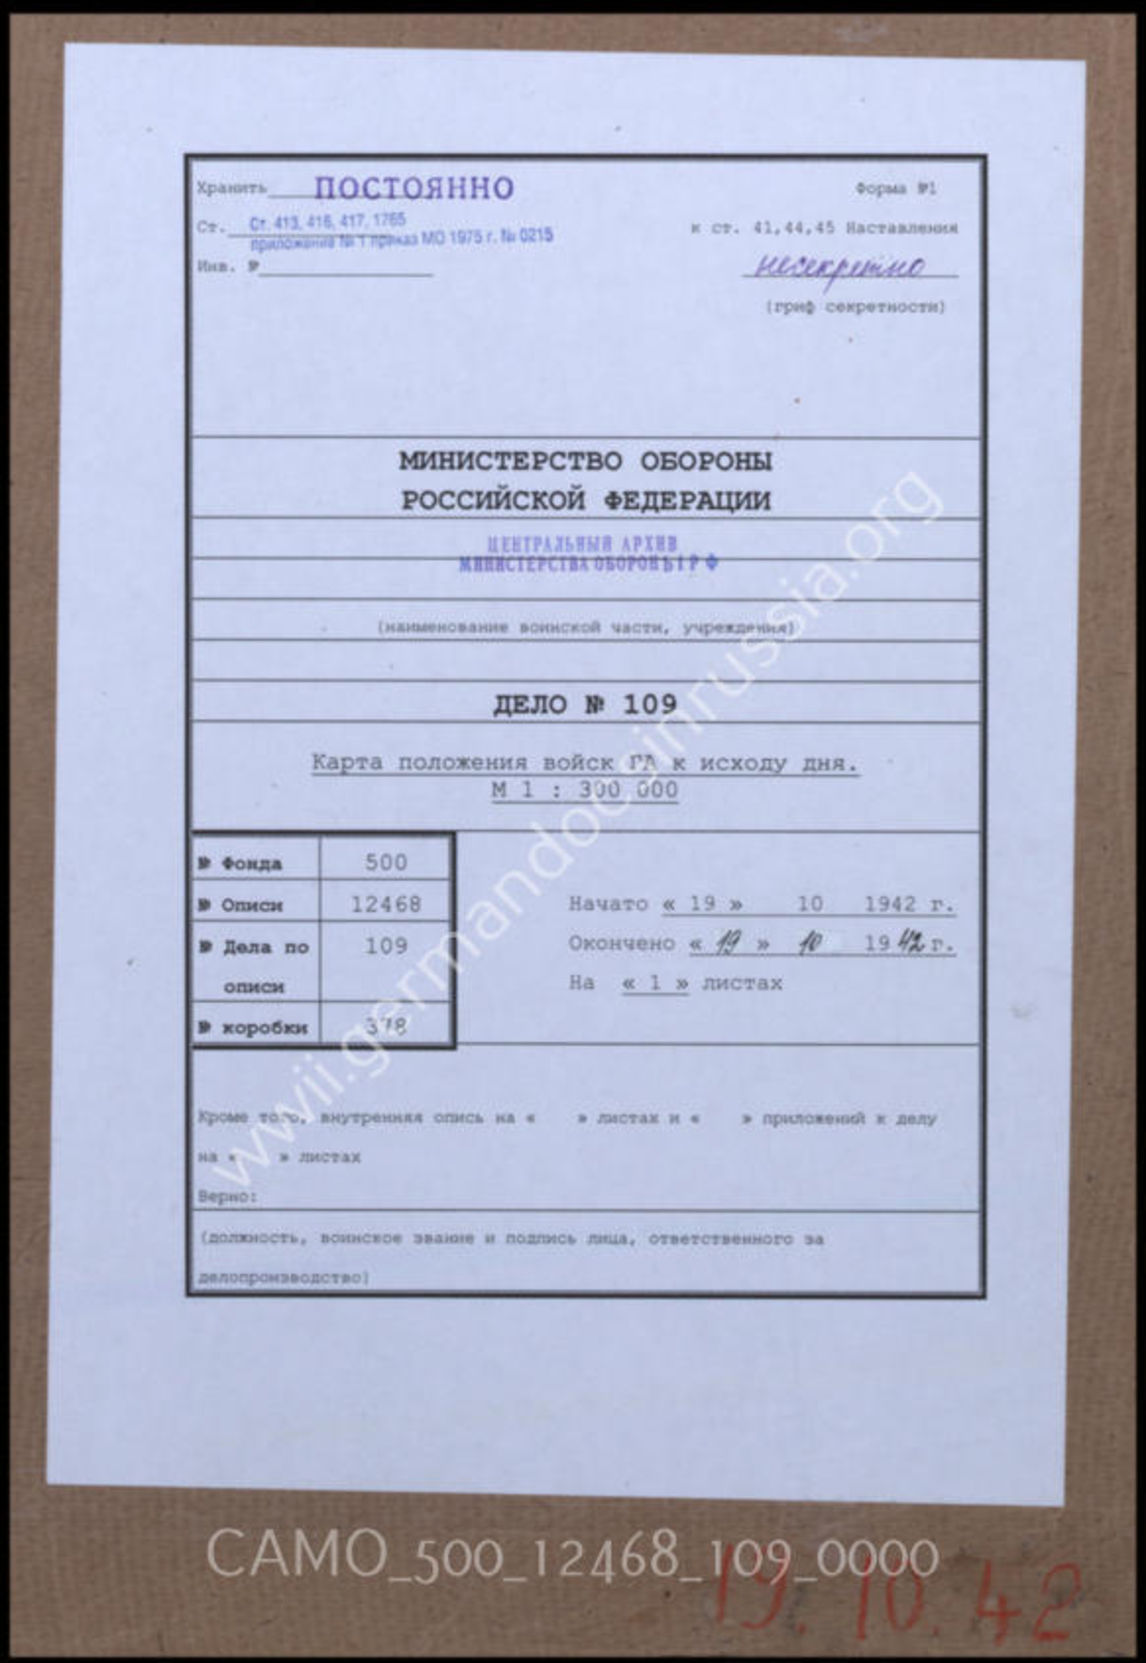 Хранить ПОСТОЯННО
Форма №1
Ст. Ст. 413, 416, 417, 1765
приложения № 1 приказ МО 1975 г. № 0215
к ст. 41,44,45 Наставления
Инв. №
несекретно
(гриф секретности)
МИНИСТЕРСТВО ОБОРОНЫ
РОССИЙСКОЙ ФЕДЕРАЦИИ
ЦЕНТРАЛЬНЫЙ АРХИВ
МИНИСТЕРСТВА ОБОРОНЫ РФ
(наименование воинской части, учреждения)
ДЕЛО № 109
Карта положения войск ГА к исходу дня.
М 1 : 300 000
№ Фонда 500
№ Описи 12468
№ Дела по описи 109
№ коробки 378
Начато « 19 » 10 1942 г.
Окончено « 19 » 10 1942 г.
На « 1 » листах
Кроме того, внутренняя опись на « » листах и « » приложений к делу
на « » листах
Верно:
(должность, воинское звание и подпись лица, ответственного за
делопроизводство)
wwii.germandocsinrussia.org
CAMO_500_12468_109_0000
19.10.42